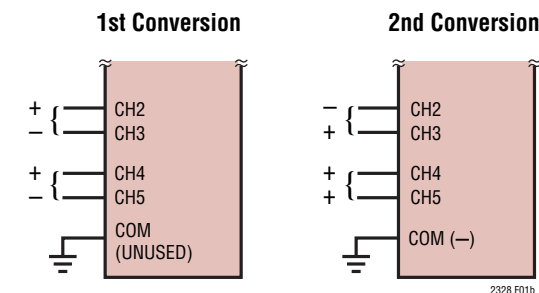 1st Conversion
+ { CH2
– CH3
+ { CH4
– CH5
COM
(UNUSED)
2nd Conversion
– { CH2
+ CH3
+ { CH4
+ CH5
COM (–)
2328 F01b